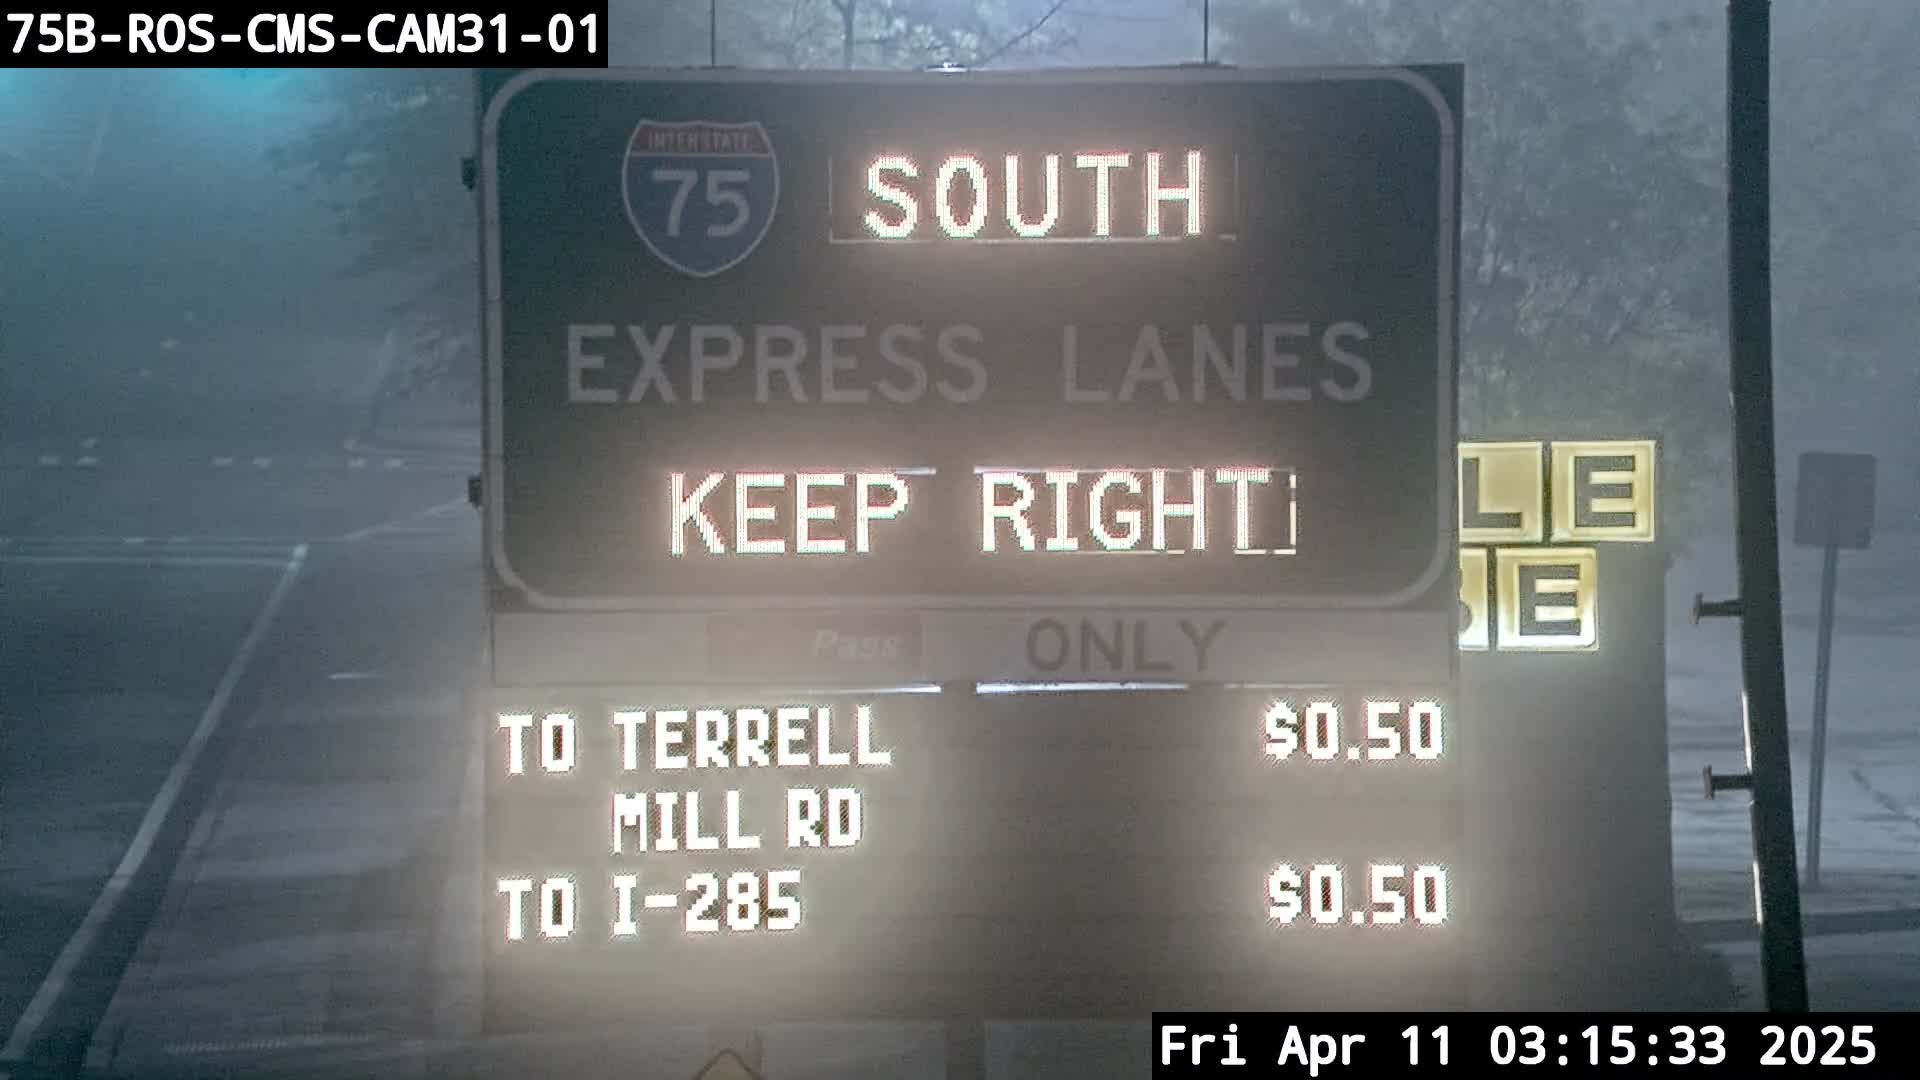 75B-ROS-CMS-CAM31-01
INTERSTATE
75
SOUTH
EXPRESS LANES
KEEP RIGHT
LE
E
Pass ONLY
TO TERRELL $0.50
MILL RD
TO I-285 $0.50
Fri Apr 11 03:15:33 2025